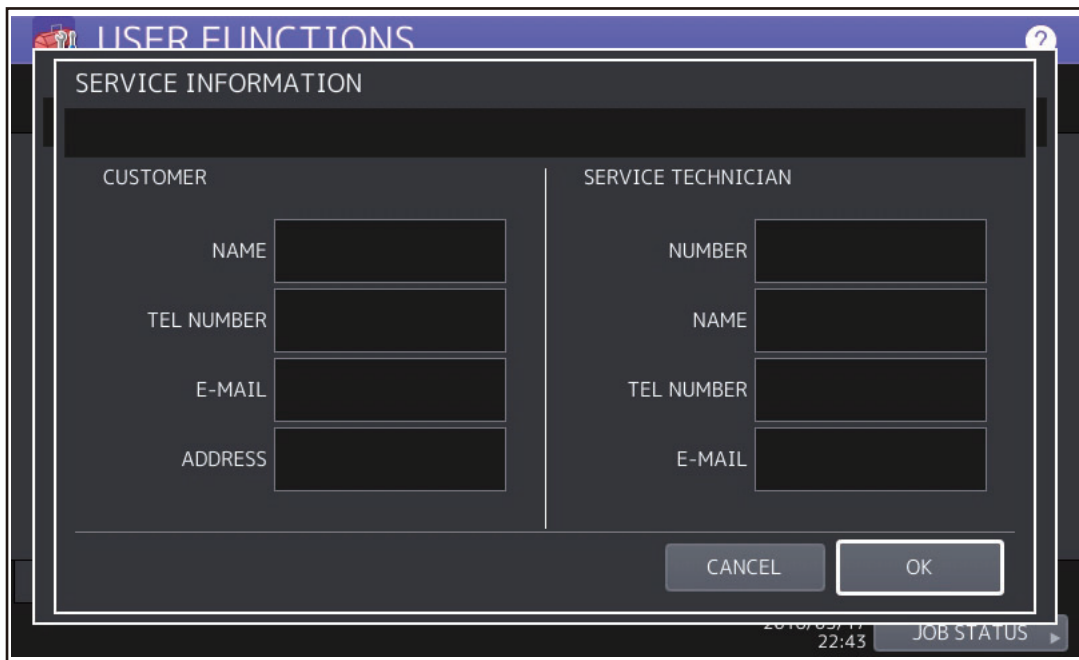 USER FUNCTIONS
?
SERVICE INFORMATION
CUSTOMER
NAME
TEL NUMBER
E-MAIL
ADDRESS
SERVICE TECHNICIAN
NUMBER
NAME
TEL NUMBER
E-MAIL
CANCEL
OK
22:43
JOB STATUS